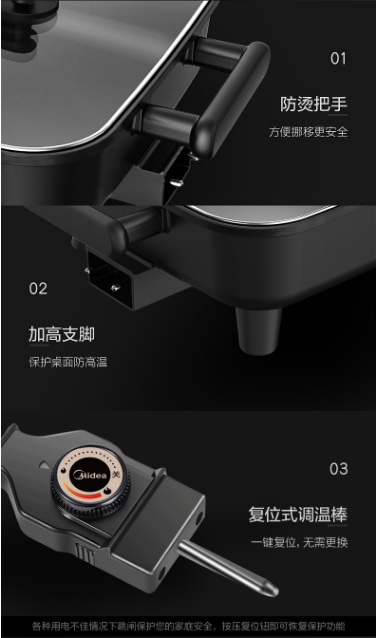 01
防烫把手
方便挪移更安全
02
加高支脚
保护桌面防高温
Midea
关
03
复位式调温棒
一键复位,无需更换
各种用电不佳情况下跳闸保护您的家庭安全,按压复位钮即可恢复保护功能